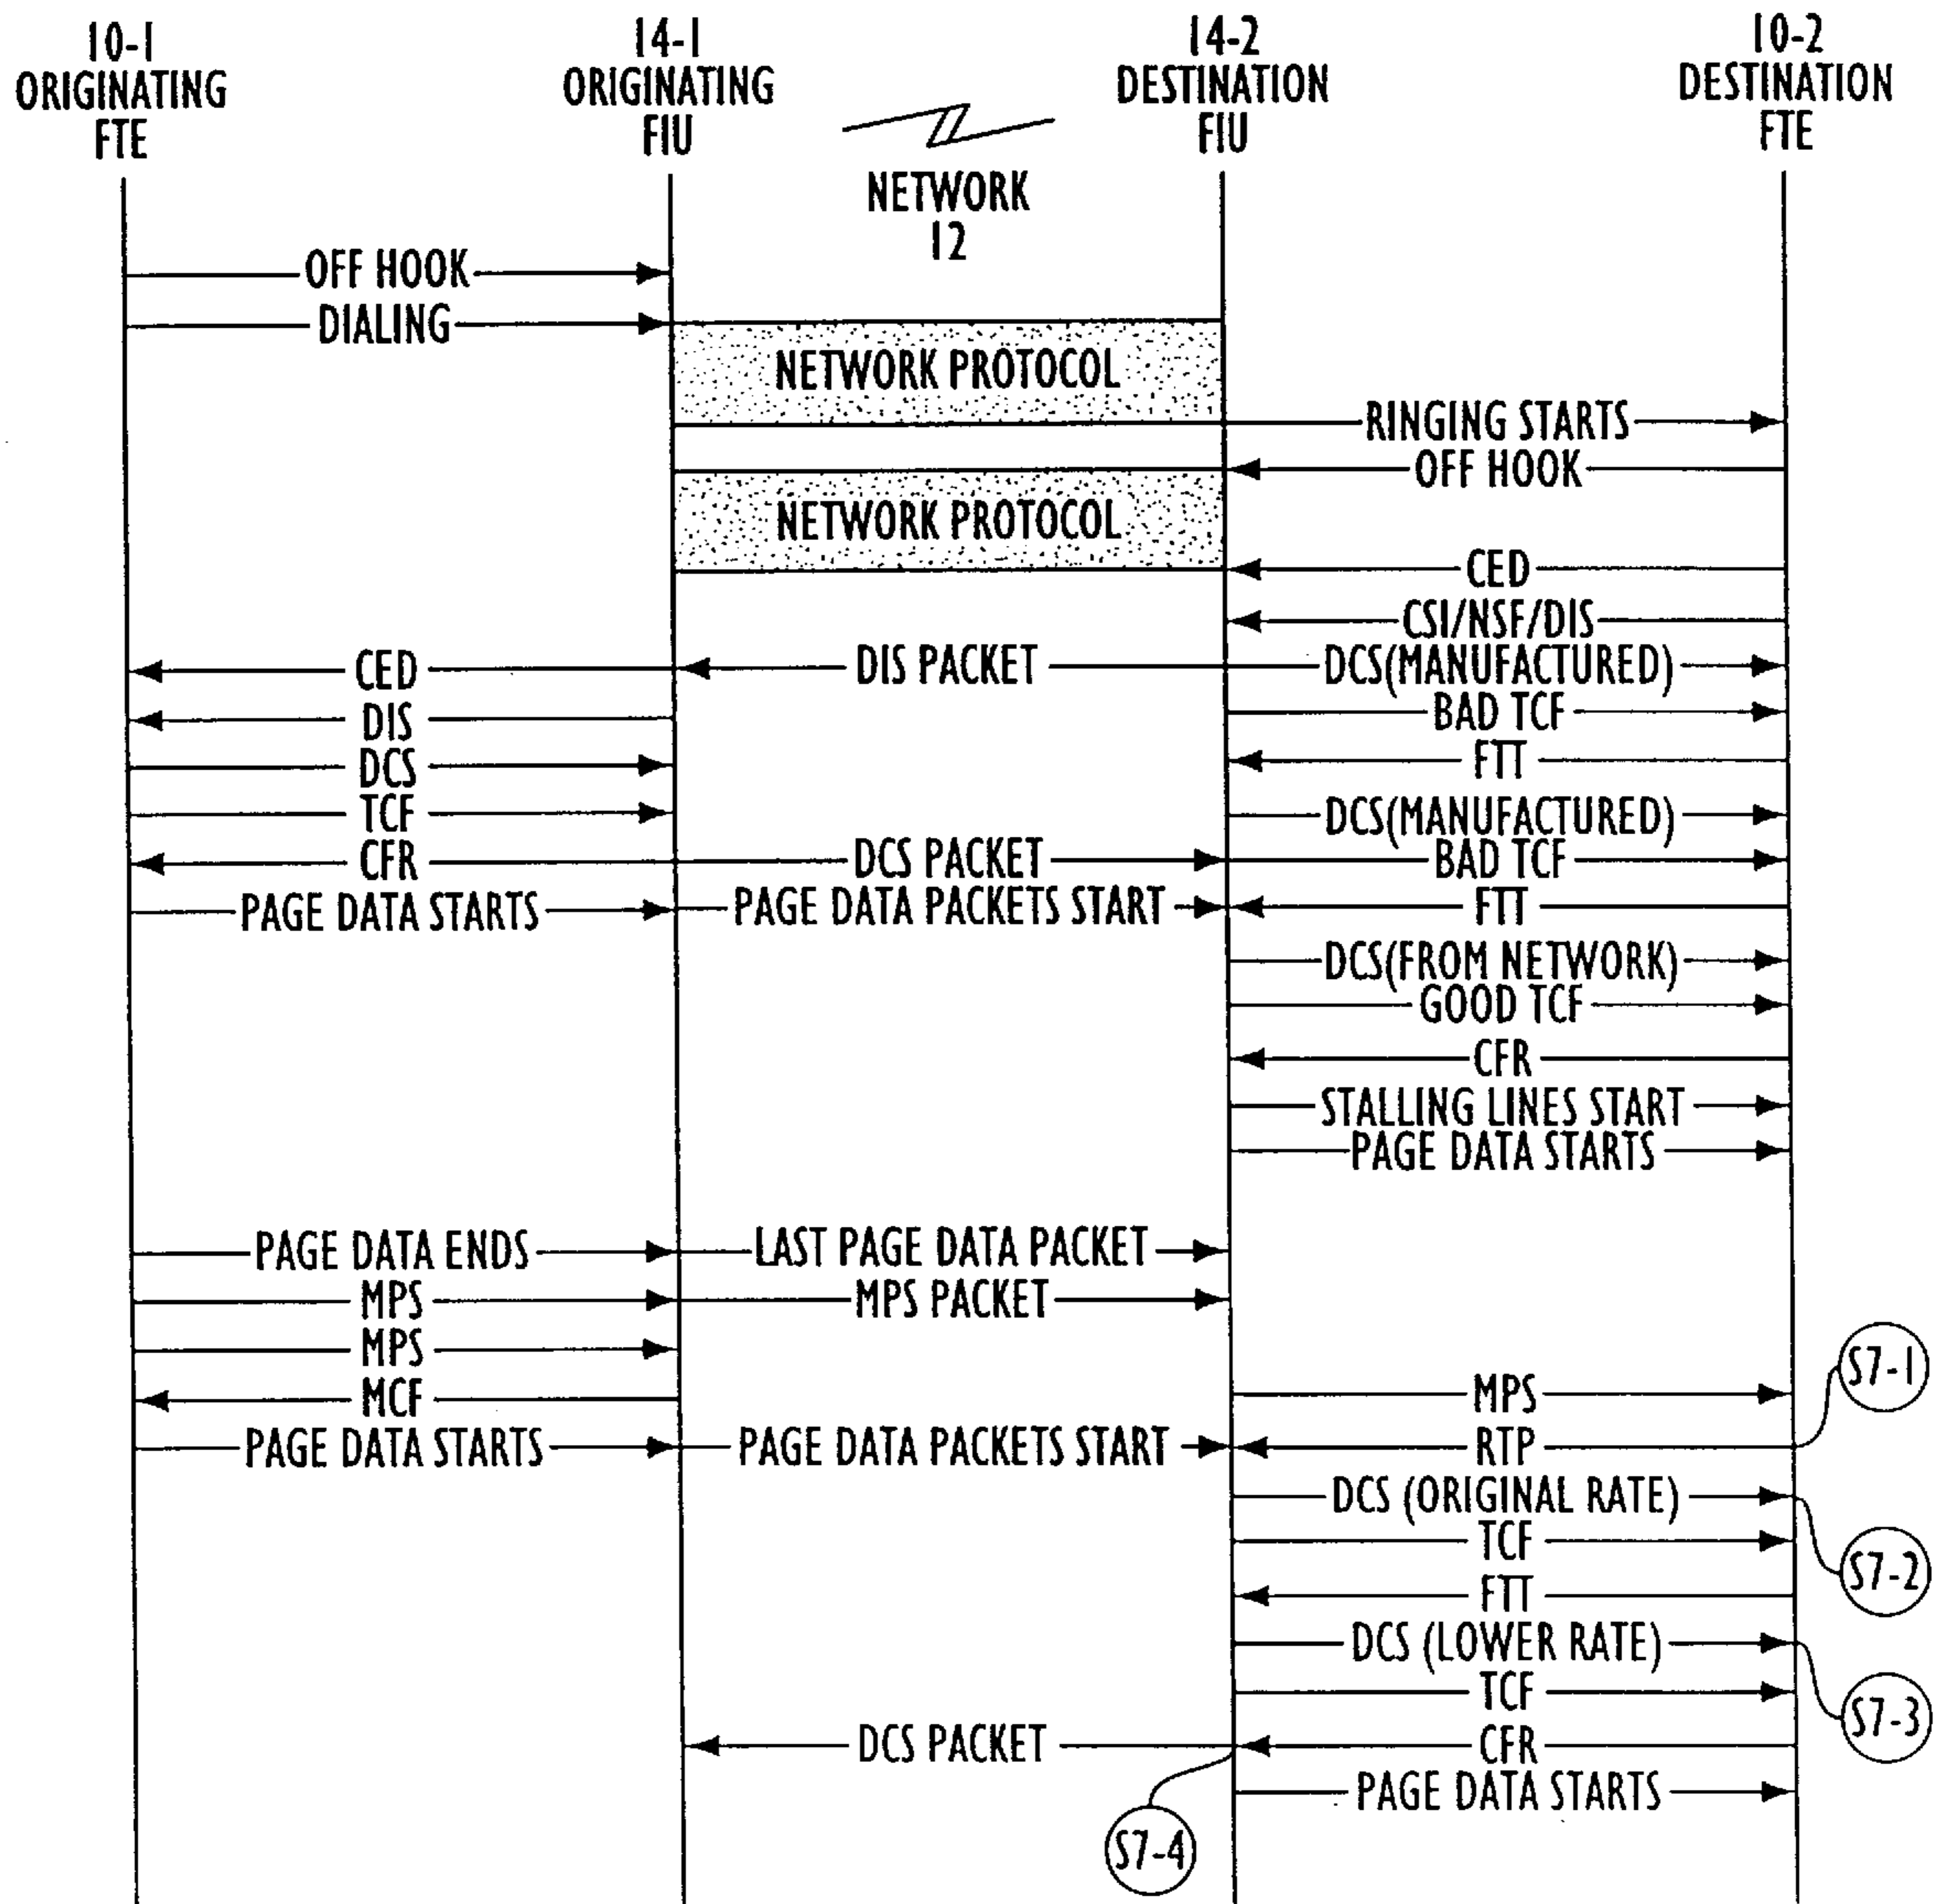 10-1
ORIGINATING
FTE
14-1
ORIGINATING
FIU
NETWORK
12
14-2
DESTINATION
FIU
10-2
DESTINATION
FTE
OFF HOOK
DIALING
NETWORK PROTOCOL
RINGING STARTS
OFF HOOK
NETWORK PROTOCOL
CED
CSI/NSF/DIS
CED
DIS PACKET
DCS(MANUFACTURED)
DIS
BAD TCF
DCS
FTT
TCF
DCS(MANUFACTURED)
CFR
DCS PACKET
BAD TCF
PAGE DATA STARTS
PAGE DATA PACKETS START
FTT
DCS(FROM NETWORK)
GOOD TCF
CFR
STALLING LINES START
PAGE DATA STARTS
PAGE DATA ENDS
LAST PAGE DATA PACKET
MPS
MPS PACKET
MPS
MCF
MPS
S7-1
PAGE DATA STARTS
PAGE DATA PACKETS START
RTP
DCS (ORIGINAL RATE)
TCF
S7-2
FTT
DCS (LOWER RATE)
TCF
S7-3
DCS PACKET
CFR
PAGE DATA STARTS
S7-4